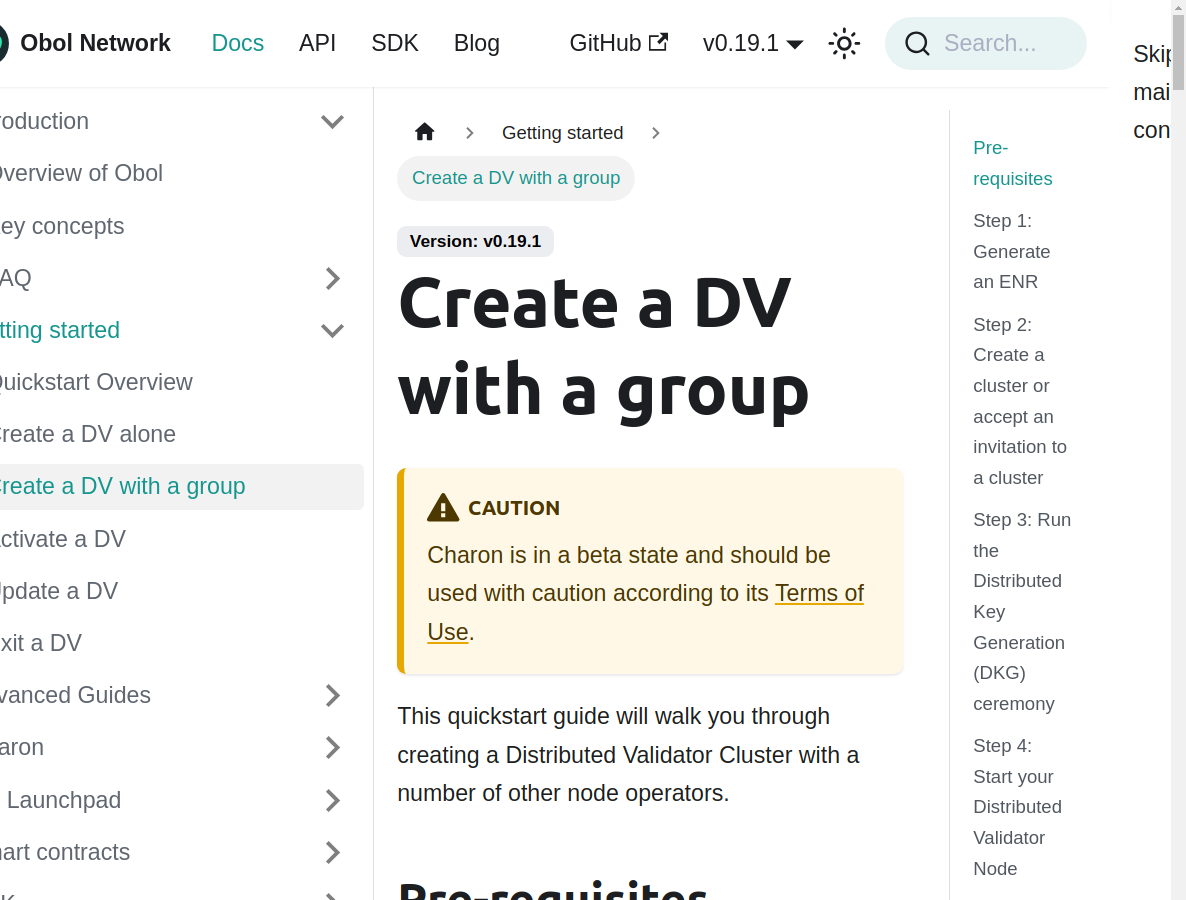 Obol Network Docs API SDK Blog GitHub v0.19.1 Search...
Skip
mai
con
roduction
Overview of Obol
ey concepts
AQ
tting started
Quickstart Overview
Create a DV alone
Create a DV with a group
ctivate a DV
Update a DV
xit a DV
vanced Guides
aron
Launchpad
art contracts
K
Getting started
Create a DV with a group
Version: v0.19.1
Create a DV
with a group
CAUTION
Charon is in a beta state and should be
used with caution according to its Terms of
Use.
This quickstart guide will walk you through
creating a Distributed Validator Cluster with a
number of other node operators.
Pre-requisites
Pre-
requisites
Step 1:
Generate
an ENR
Step 2:
Create a
cluster or
accept an
invitation to
a cluster
Step 3: Run
the
Distributed
Key
Generation
(DKG)
ceremony
Step 4:
Start your
Distributed
Validator
Node